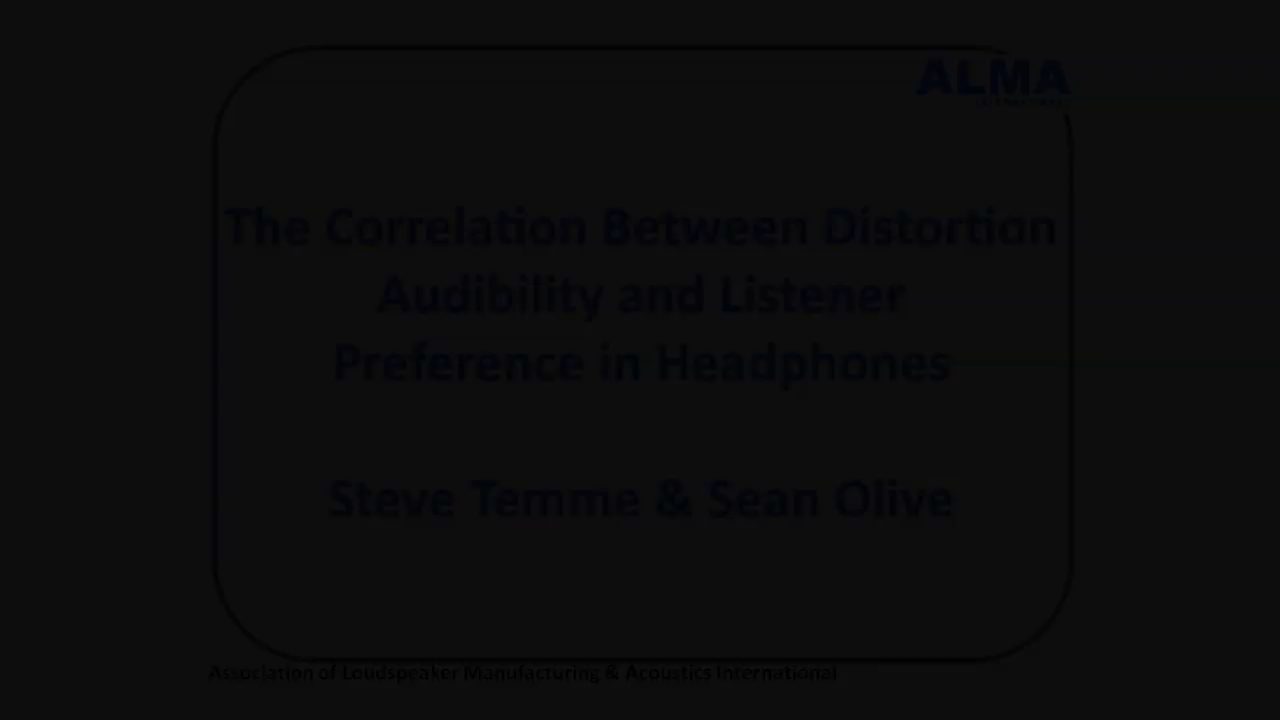 ALMA
INTERNATIONAL
The Correlation Between Distortion
Audibility and Listener
Preference in Headphones
Steve Temme & Sean Olive
Association of Loudspeaker Manufacturing & Acoustics International